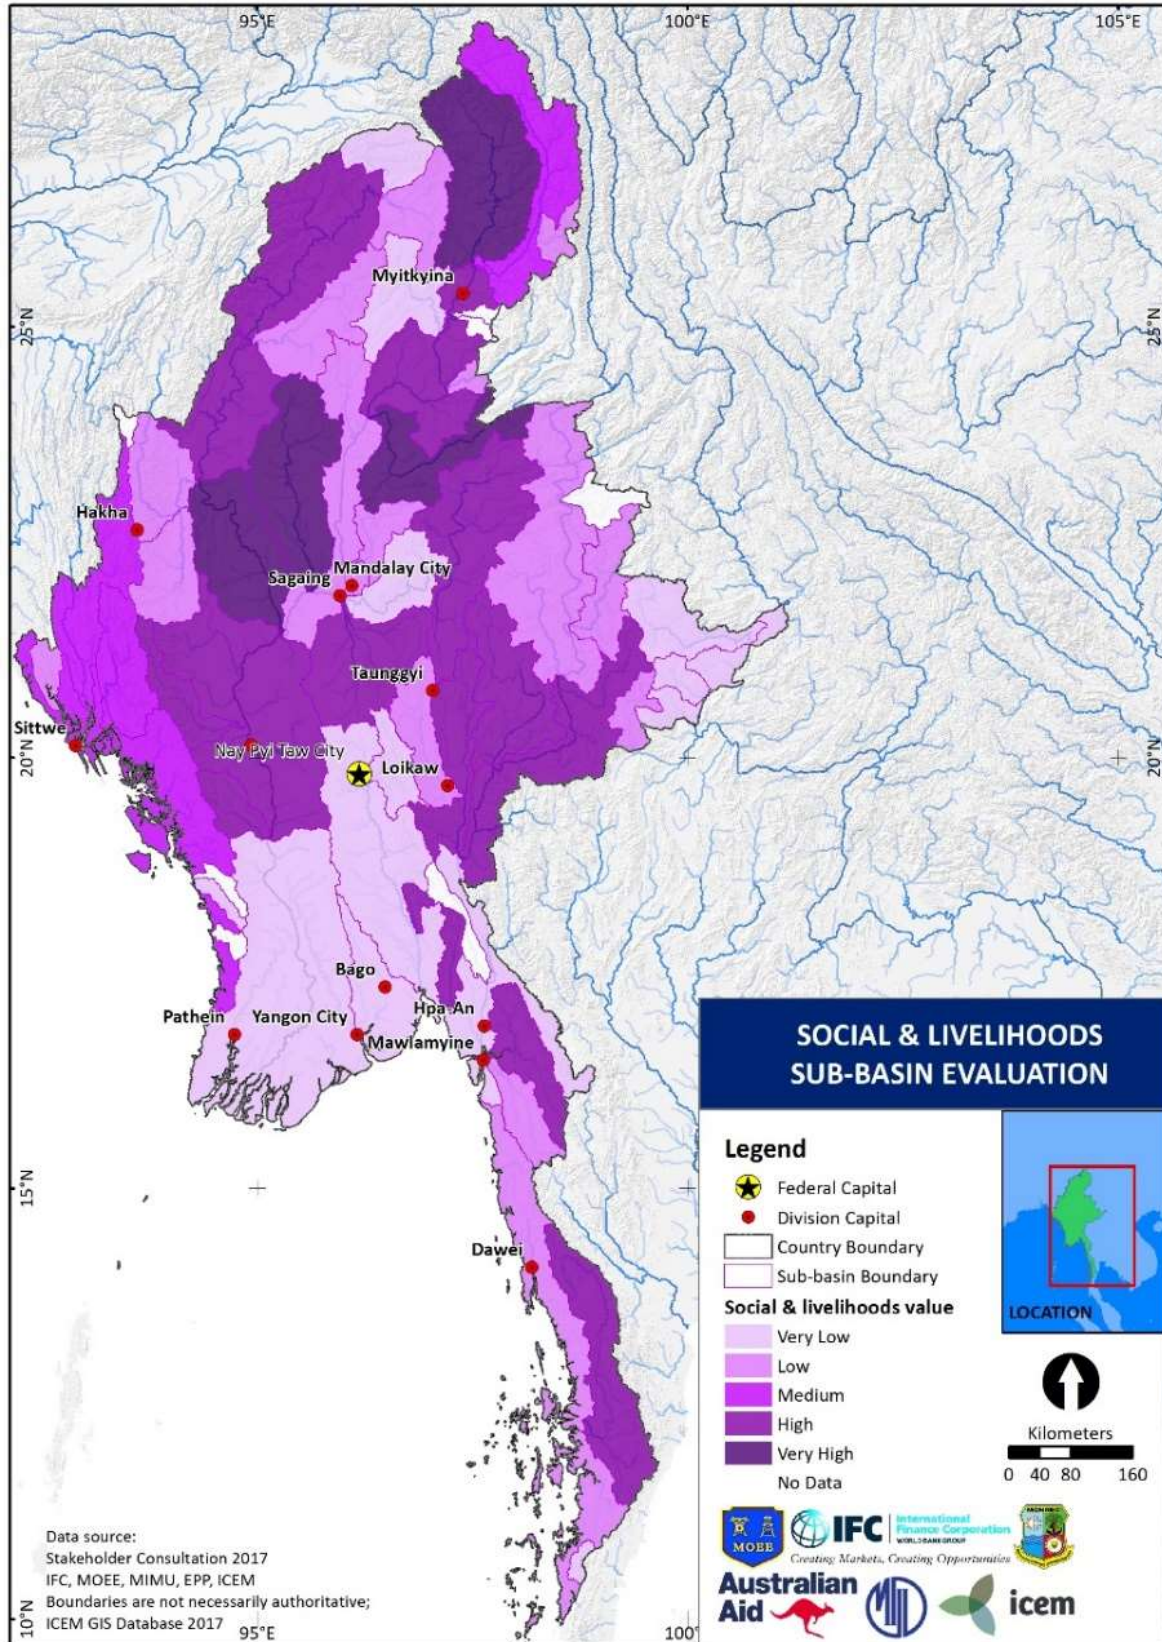 95°E
100°E
105°E
Myitkyina
25°N
25°N
Hakha
Sagaing
Mandalay City
Taunggyi
Sittwe
Nay Pyi Taw City
20°N
Loikaw
20°N
Bago
Pathein
Yangon City
Hpa An
Mawlamyine
15°N
Dawei
10°N
95°E
100°
SOCIAL & LIVELIHOODS
SUB-BASIN EVALUATION
Legend
Federal Capital
Division Capital
Country Boundary
Sub-basin Boundary
Social & livelihoods value
Very Low
Low
Medium
High
Very High
No Data
LOCATION
Kilometers
0 40 80 160
MOEE
IFC
International
Finance Corporation
WORLD BANK GROUP
Creating Markets, Creating Opportunities
Australian
Aid
icem
Data source:
Stakeholder Consultation 2017
IFC, MOEE, MIMU, EPP, ICEM
Boundaries are not necessarily authoritative;
ICEM GIS Database 2017